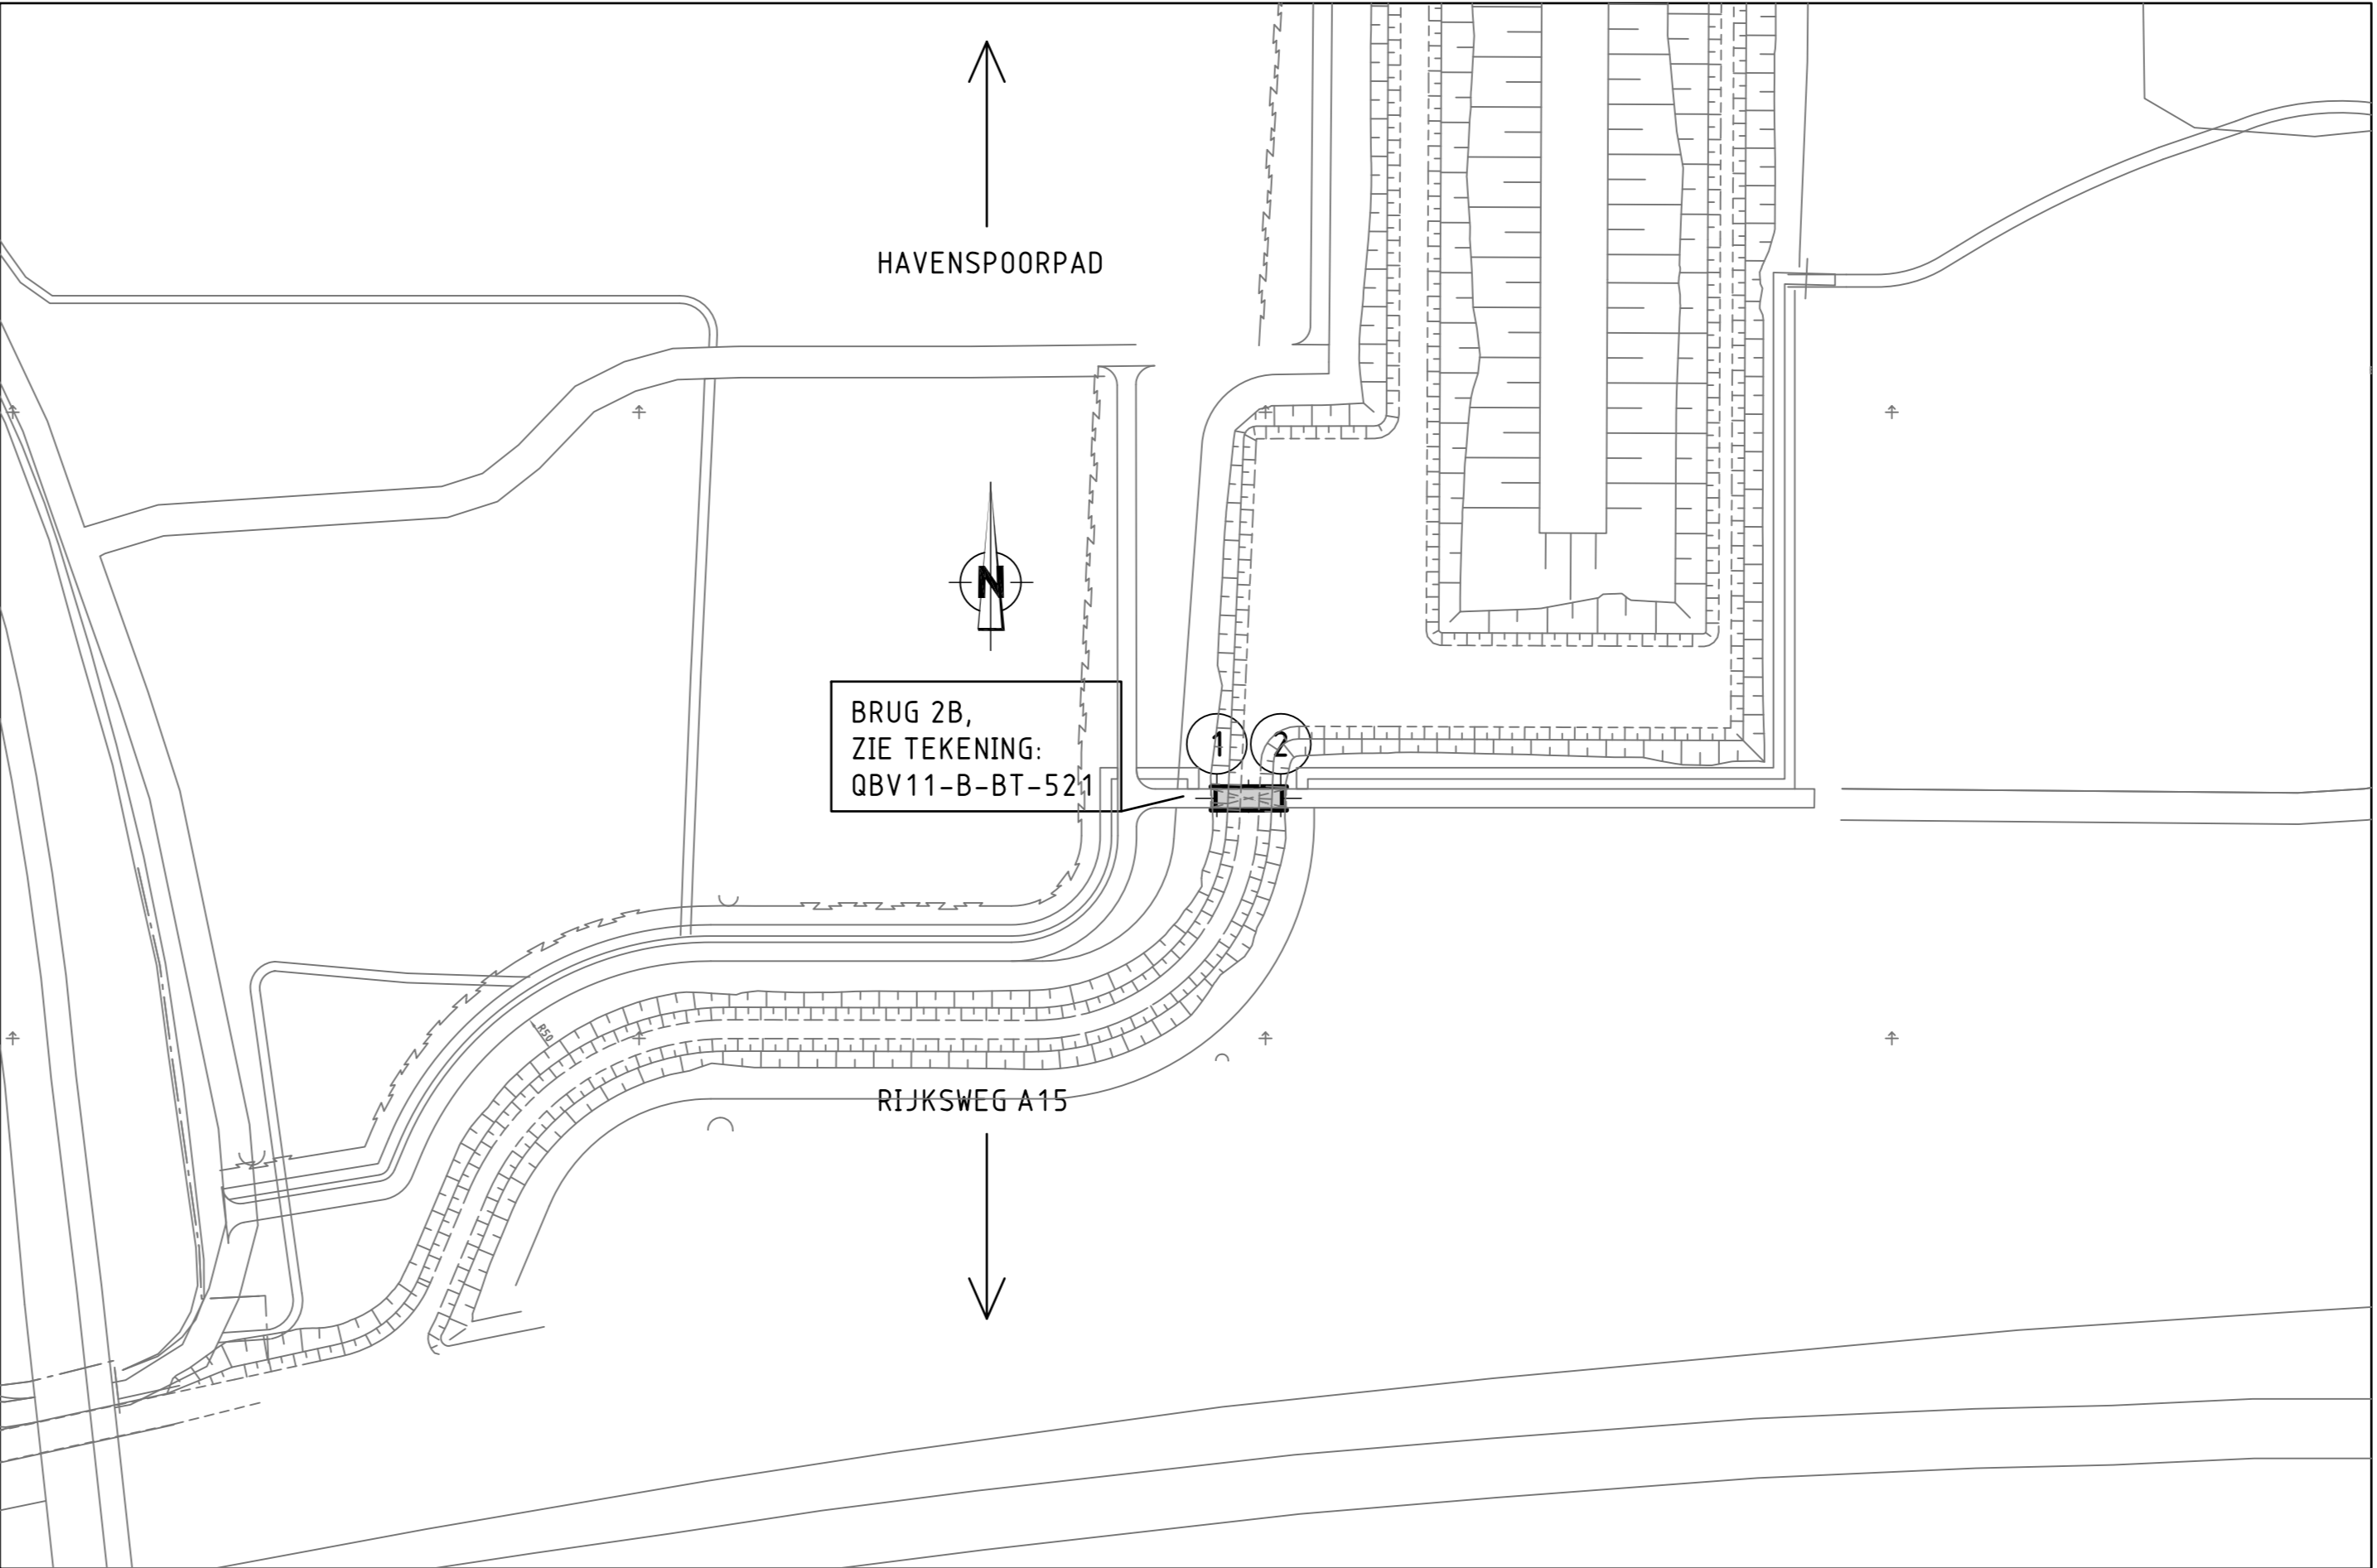 HAVENSPOORPAD
N
BRUG 2B,
ZIE TEKENING:
QBV11-B-BT-521
1
2
R50
RIJKSWEG A15